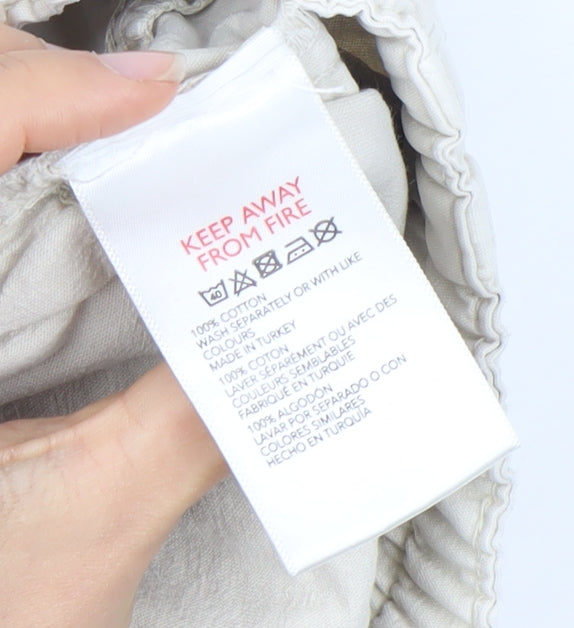 KEEP AWAY
FROM FIRE
40
100% COTTON
WASH SEPARATELY OR WITH LIKE
COLOURS
MADE IN TURKEY
100% COTON
LAVER SÉPARÉMENT OU AVEC DES
COULEURS SEMBLABLES
FABRIQUÉ EN TURQUIE
100% ALGODON
LAVAR POR SEPARADO O CON
COLORES SIMILARES
HECHO EN TURQUÍA